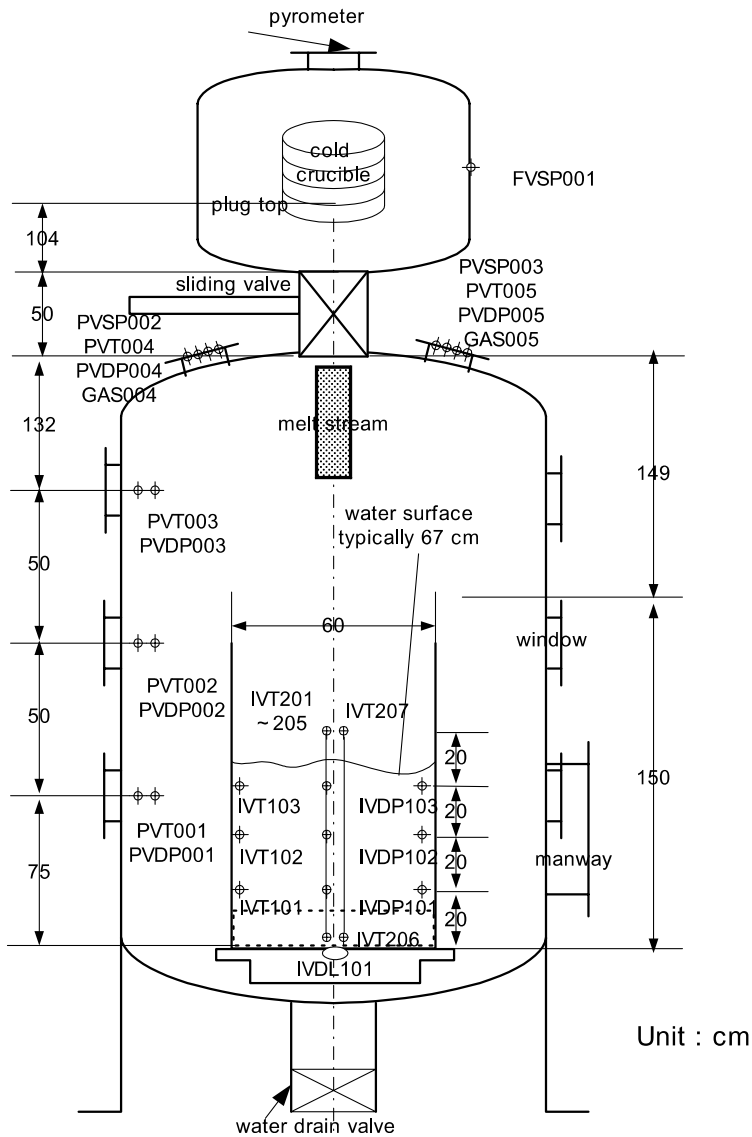 pyrometer
cold
crucible
FVSP001
plug top
104
sliding valve
50
PVSP003
PVT005
PVDP005
GAS005
PVSP002
PVT004
PVDP004
GAS004
132
melt stream
149
water surface
typically 67 cm
PVT003
PVDP003
50
60
window
PVT002
PVDP002
IVT201
~205
IVT207
50
20
150
IVT103
IVDP103
20
PVT001
PVDP001
IVT102
IVDP102
20
manway
75
IVT101
IVDP101
20
IVT206
IVDL101
Unit : cm
water drain valve